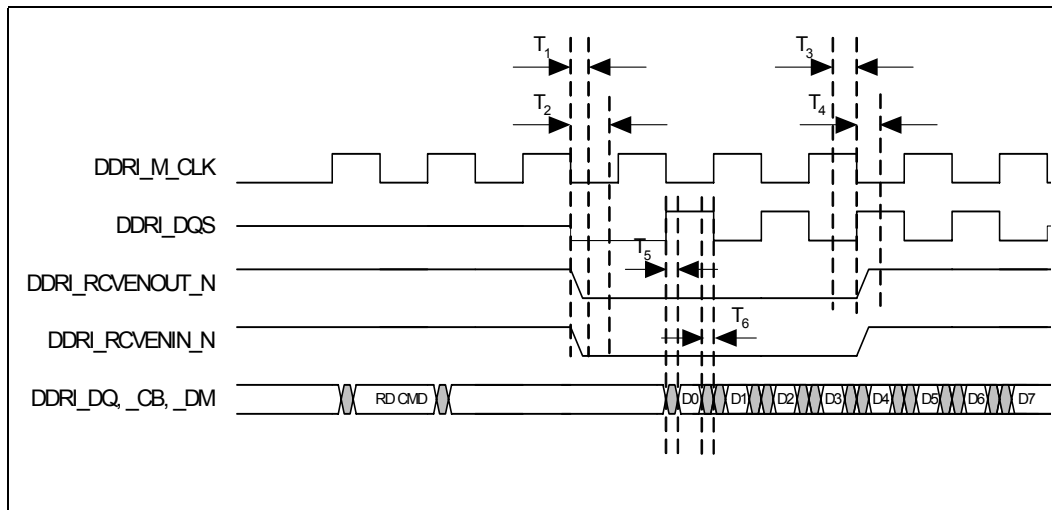 T1
T3
T2
T4
DDRI_M_CLK
DDRI_DQS
T5
DDRI_RCVENOUT_N
T6
DDRI_RCVENIN_N
DDRI_DQ, _CB, _DM
RD CMD
D0
D1
D2
D3
D4
D5
D6
D7